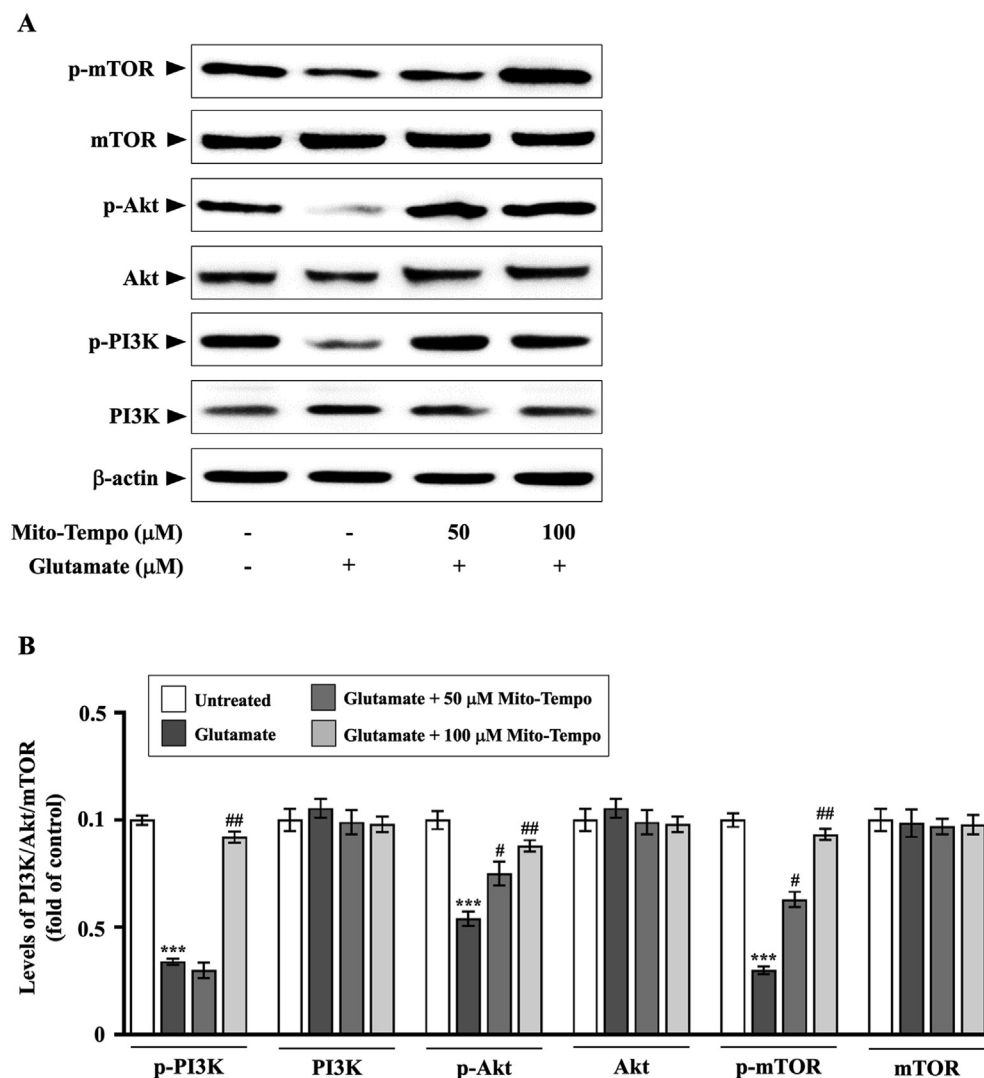 A
p-mTOR
mTOR
p-Akt
Akt
p-PI3K
PI3K
β-actin
Mito-Tempo (μM) - - 50 100
Glutamate (μM) - + + +
B
Untreated
Glutamate
Glutamate + 50 μM Mito-Tempo
Glutamate + 100 μM Mito-Tempo
Levels of PI3K/Akt/mTOR
(fold of control)
0.5
0.1
0.5
0
*** ##
*** # ##
*** # ##
p-PI3K PI3K p-Akt Akt p-mTOR mTOR